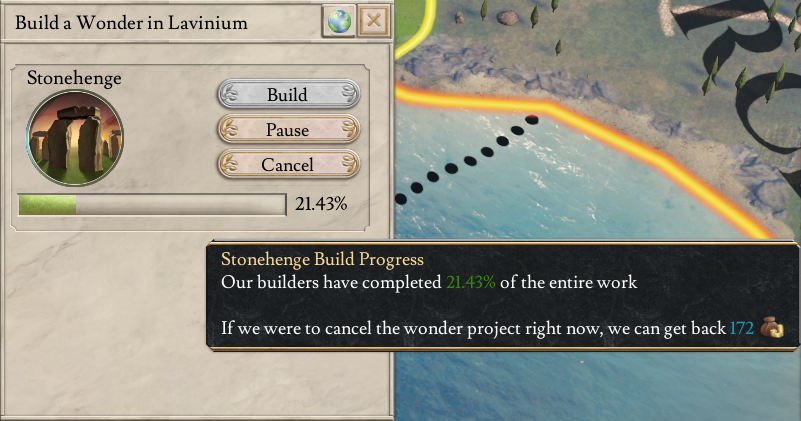 Build a Wonder in Lavinium
Stonehenge
Build
Pause
Cancel
21.43%
Stonehenge Build Progress
Our builders have completed 21.43% of the entire work
If we were to cancel the wonder project right now, we can get back 172